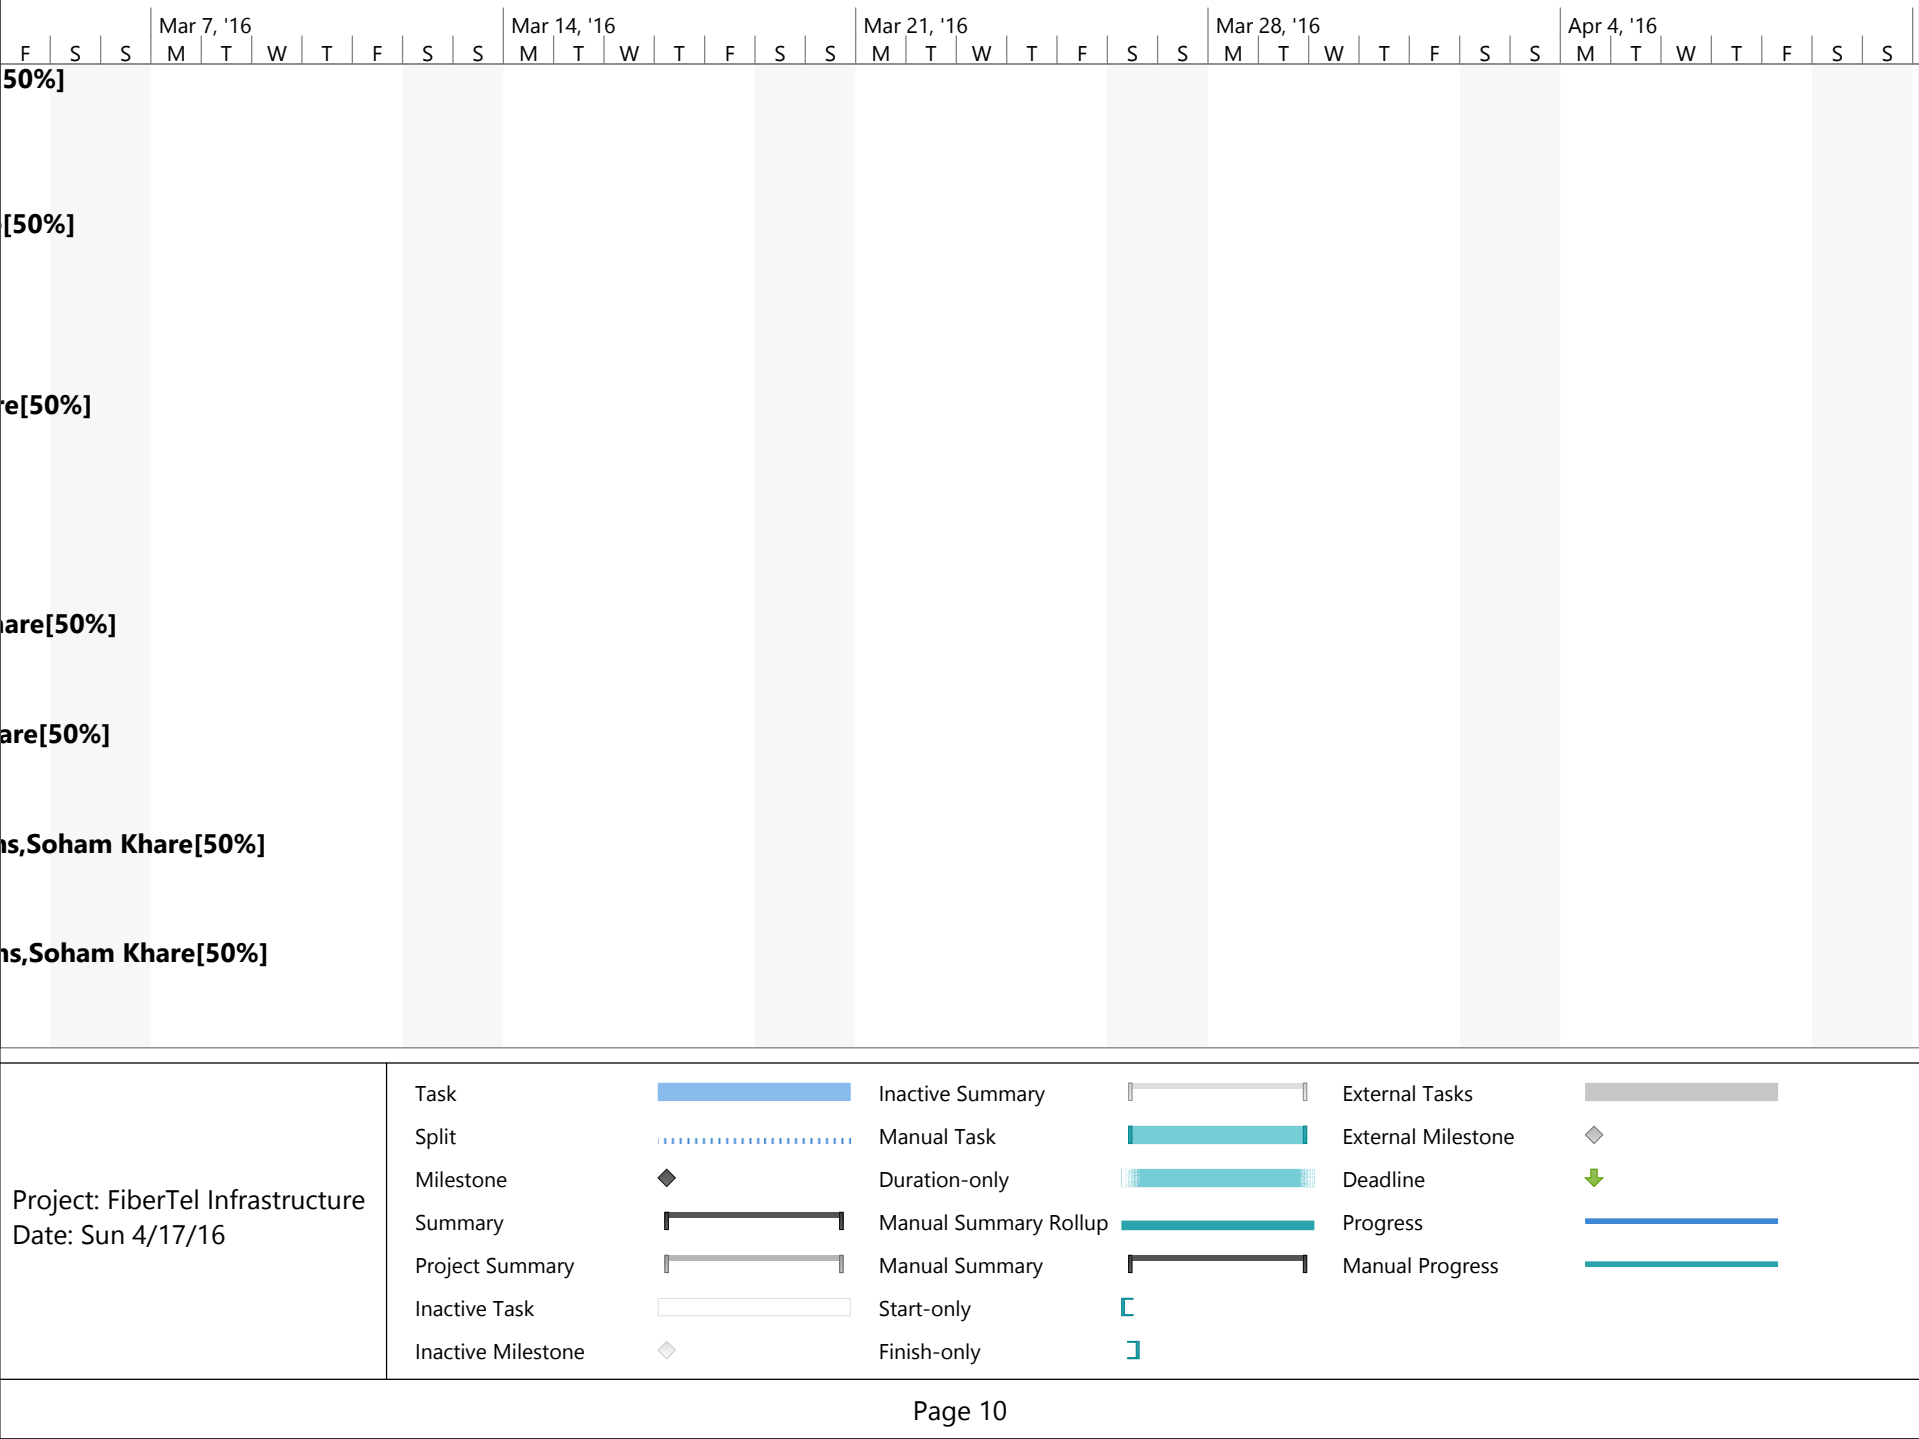 Mar 7, '16 Mar 14, '16 Mar 21, '16 Mar 28, '16 Apr 4, '16
F S S M T W T F S S M T W T F S S M T W T F S S M T W T F S S M T W T F S S
50%]
[50%]
re[50%]
are[50%]
are[50%]
ns,Soham Khare[50%]
ns,Soham Khare[50%]
Project: FiberTel Infrastructure
Date: Sun 4/17/16
Task
Split
Milestone
Summary
Project Summary
Inactive Task
Inactive Milestone
Inactive Summary
Manual Task
Duration-only
Manual Summary Rollup
Manual Summary
Start-only
Finish-only
External Tasks
External Milestone
Deadline
Progress
Manual Progress
Page 10